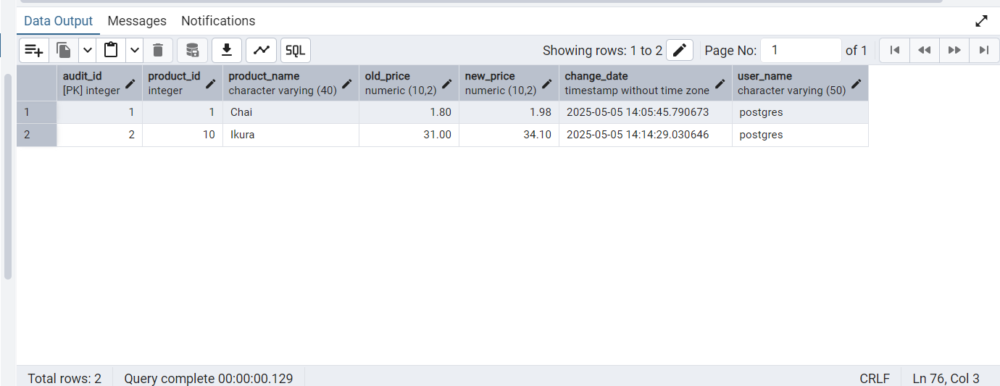 Data Output Messages Notifications
SQL Showing rows: 1 to 2 Page No: 1 of 1
audit_id product_id product_name old_price new_price change_date user_name
[PK] integer integer character varying (40) numeric (10,2) numeric (10,2) timestamp without time zone character varying (50)
1 1 1 Chai 1.80 1.98 2025-05-05 14:05:45.790673 postgres
2 2 10 Ikura 31.00 34.10 2025-05-05 14:14:29.030646 postgres
Total rows: 2 Query complete 00:00:00.129 CRLF Ln 76, Col 3